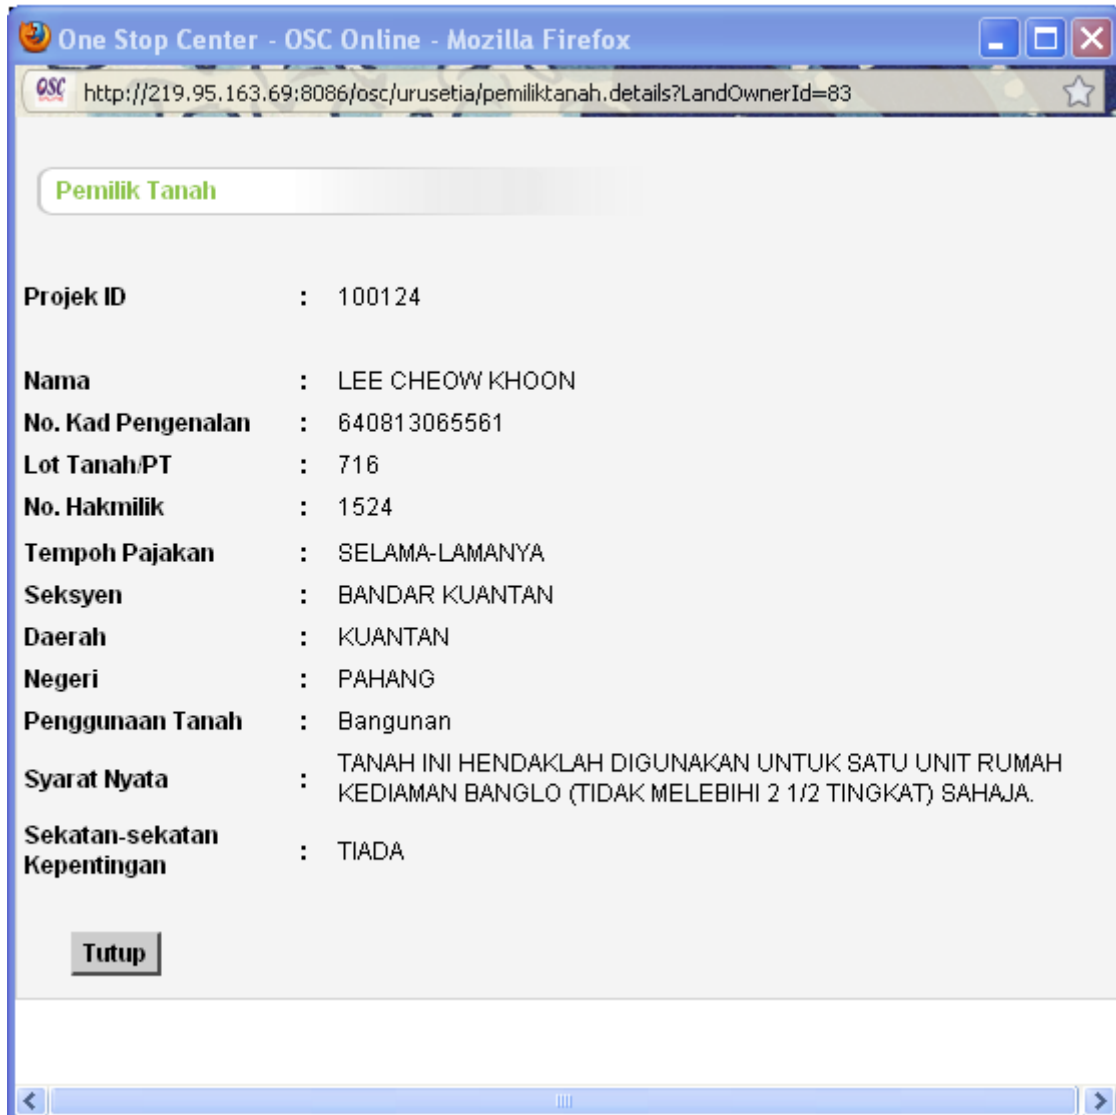 One Stop Center - OSC Online - Mozilla Firefox
OSC http://219.95.163.69:8086/osc/urusetia/pemiliktanah.details?LandOwnerId=83
Pemilik Tanah
Projek ID : 100124
Nama : LEE CHEOW KHOON
No. Kad Pengenalan : 640813065561
Lot Tanah/PT : 716
No. Hakmilik : 1524
Tempoh Pajakan : SELAMA-LAMANYA
Seksyen : BANDAR KUANTAN
Daerah : KUANTAN
Negeri : PAHANG
Penggunaan Tanah : Bangunan
Syarat Nyata : TANAH INI HENDAKLAH DIGUNAKAN UNTUK SATU UNIT RUMAH
KEDIAMAN BANGLO (TIDAK MELEBIHI 2 1/2 TINGKAT) SAHAJA.
Sekatan-sekatan
Kepentingan : TIADA
Tutup